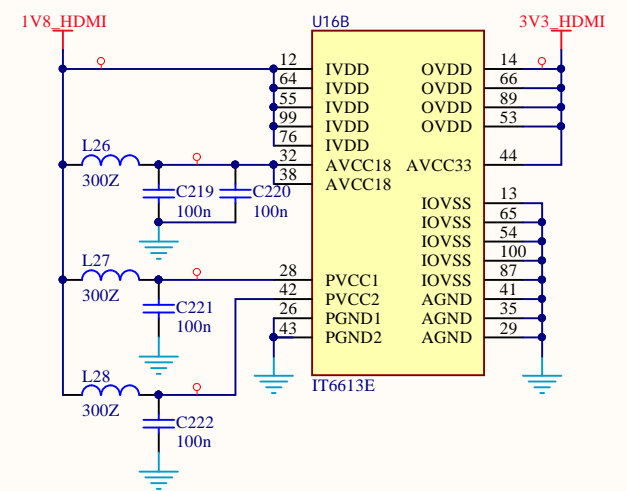 1V8_HDMI
U16B
3V3_HDMI
12 IVDD OVDD 14
64 IVDD OVDD 66
55 IVDD OVDD 89
99 IVDD OVDD 53
76 IVDD
L26 32 AVCC18 AVCC33 44
300Z 38 AVCC18
C219 C220
100n 100n
IOVSS 13
IOVSS 65
IOVSS 54
IOVSS 100
L27 28 PVCC1 IOVSS 87
300Z 42 PVCC2 AGND 41
C221 26 PGND1 AGND 35
100n 43 PGND2 AGND 29
L28
300Z
IT6613E
C222
100n